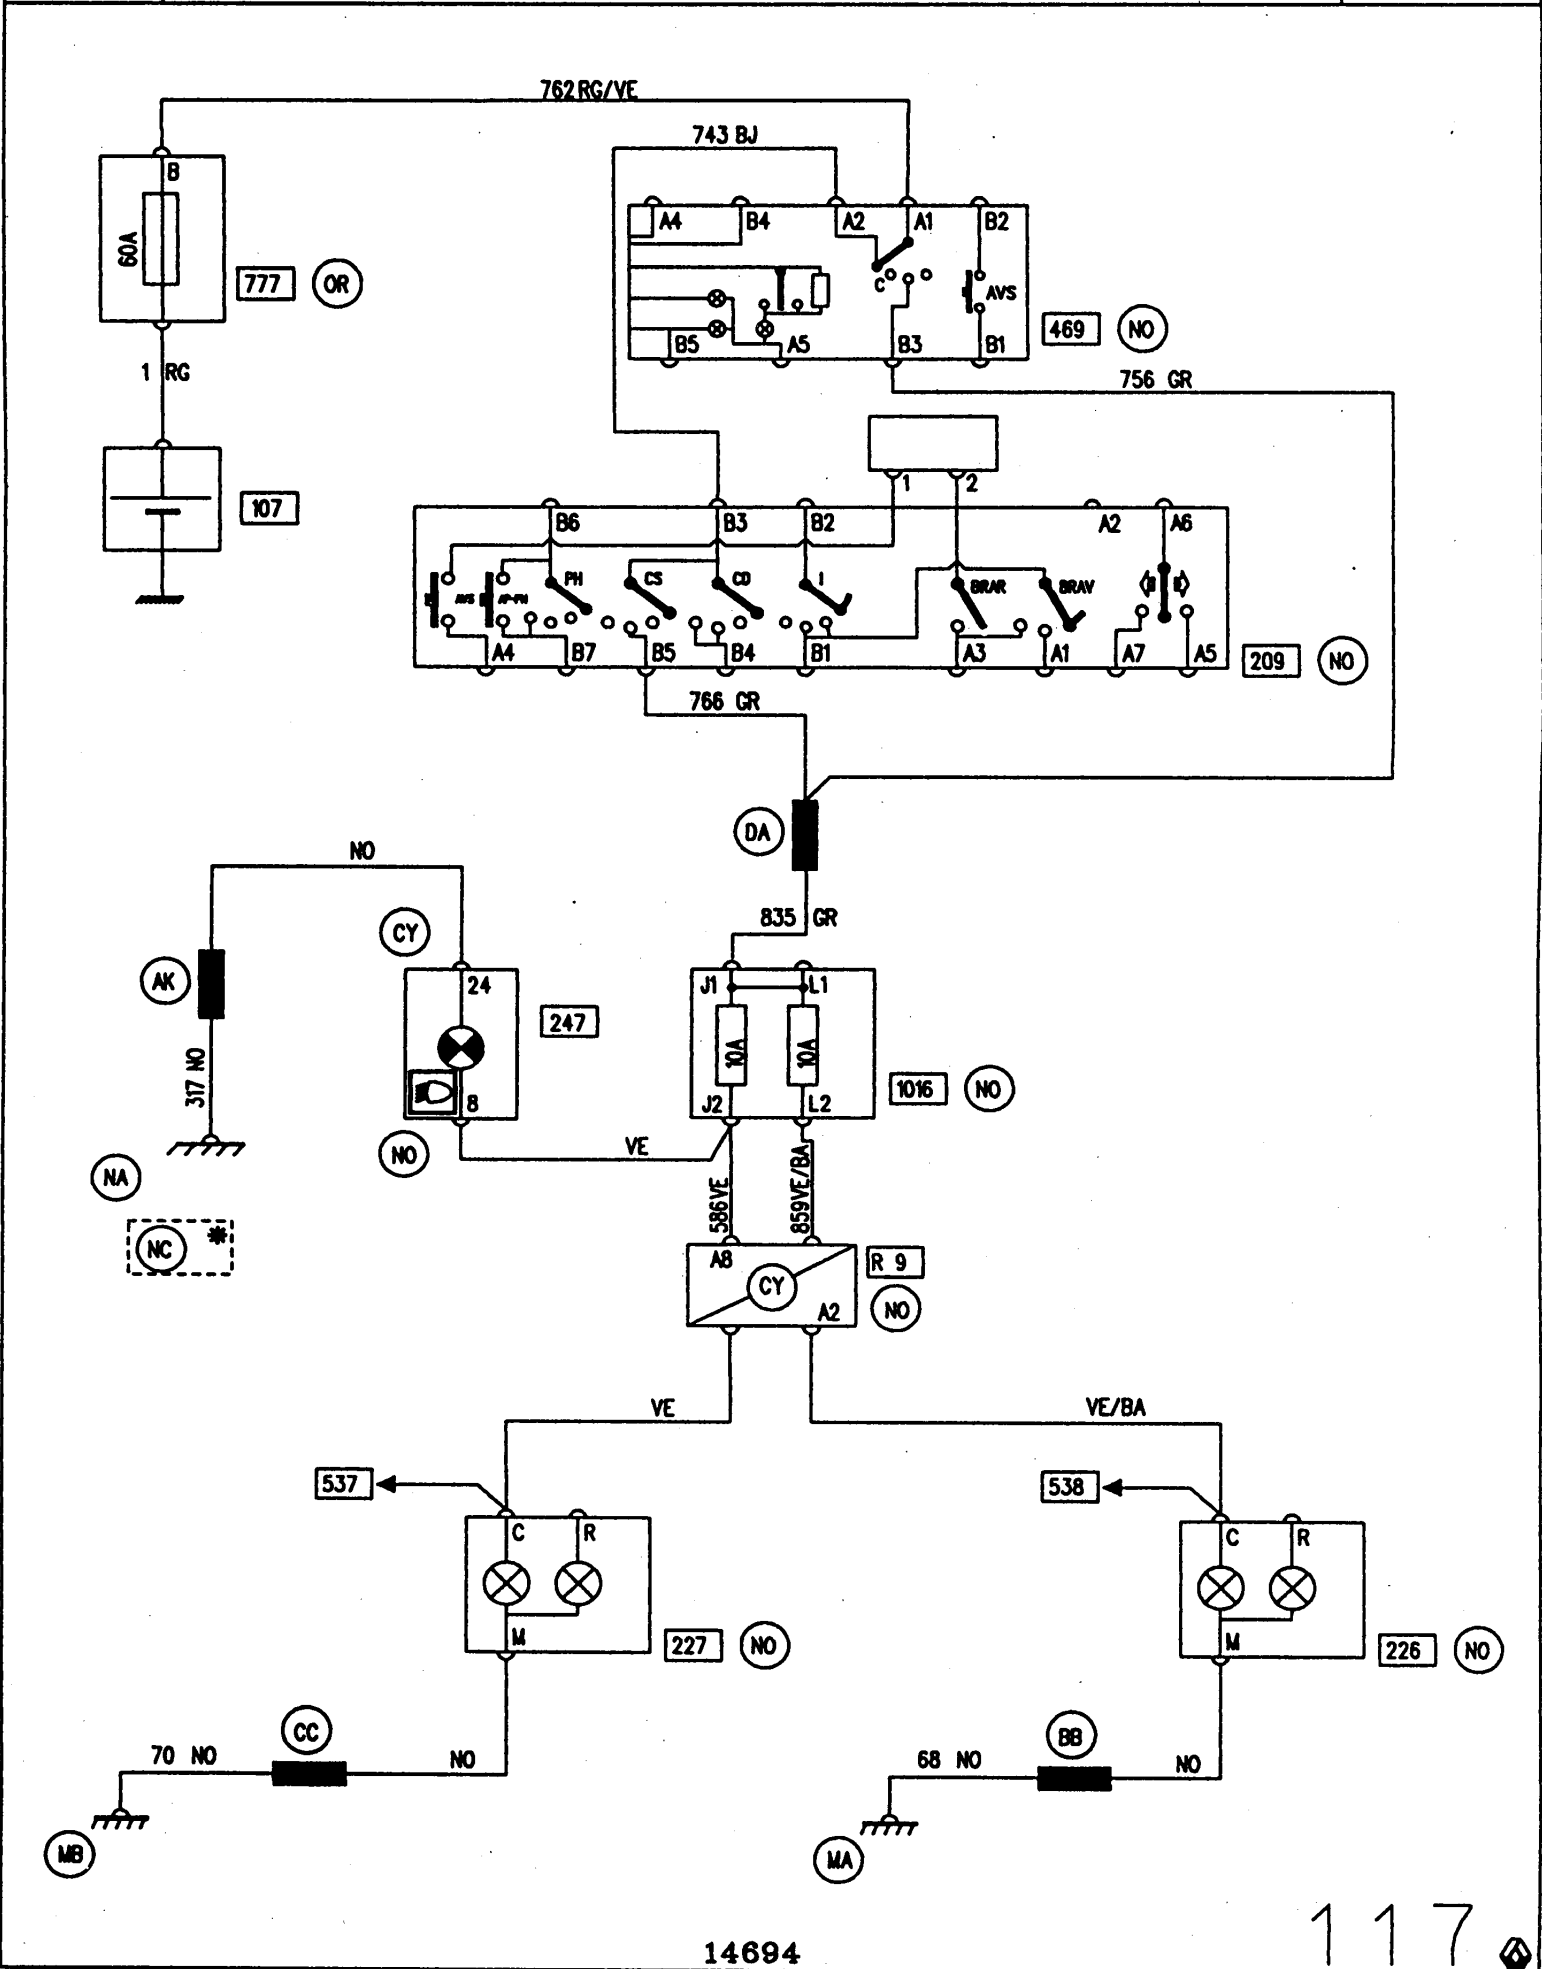 762 RG/VE
743 BJ
B
60A
777
OR
A4
B4
A2
A1
B2
C
AVS
B5
A5
B3
B1
469
NO
1 RG
756 GR
107
1
2
B6
B3
B2
A2
A6
AVS
AP-PH
PH
CS
CD
I
BRAR
BRAV
A4
B7
B5
B4
B1
A3
A1
A7
A5
209
NO
766 GR
DA
NO
835 GR
CY
AK
24
247
J1
L1
10A
10A
317 NO
8
J2
L2
1016
NO
NO
VE
NA
586VE
859VE/BA
NC *
A8
CY
A2
R 9
NO
VE
VE/BA
537
538
C
R
C
R
M
227
NO
M
226
NO
CC
BB
70 NO
NO
68 NO
NO
MB
MA
117
14694